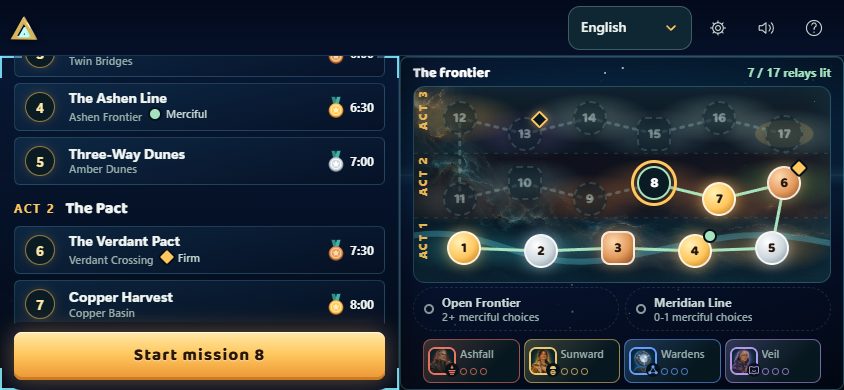 English
Twin Bridges
4
The Ashen Line
Ashen Frontier Merciful
6:30
5
Three-Way Dunes
Amber Dunes
7:00
ACT 2 The Pact
6
The Verdant Pact
Verdant Crossing Firm
7:30
7
Copper Harvest
Copper Basin
8:00
Start mission 8
The frontier
7 / 17 relays lit
ACT 3
12
13
14
15
16
17
ACT 2
11
10
9
8
7
6
ACT 1
1
2
3
4
5
Open Frontier
2+ merciful choices
Meridian Line
0-1 merciful choices
Ashfall
Sunward
Wardens
Veil